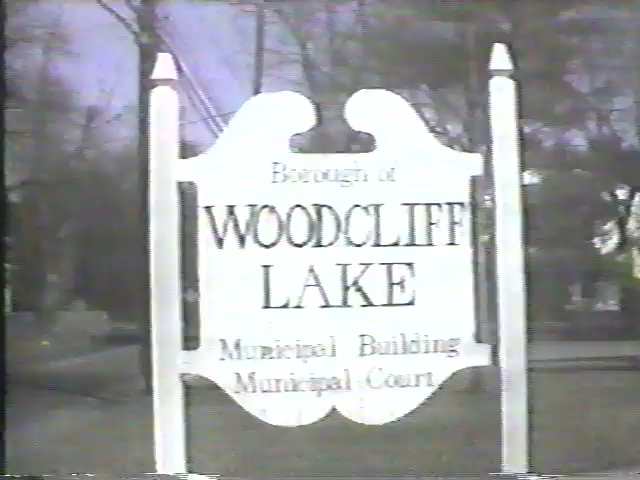 Borough of
WOODCLIFF
LAKE
Municipal Building
Municipal Court